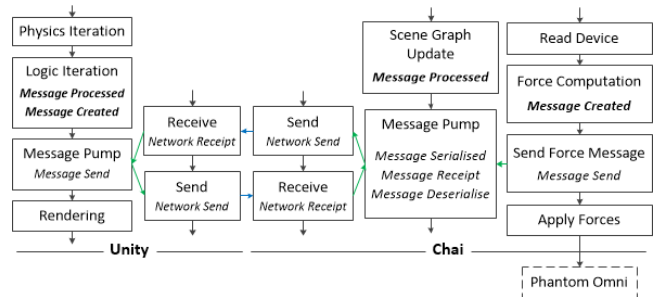 Physics Iteration
Logic Iteration
Message Processed
Message Created
Message Pump
Message Send
Rendering
Receive
Network Receipt
Send
Network Send
Send
Network Send
Receive
Network Receipt
Scene Graph
Update
Message Processed
Message Pump
Message Serialised
Message Receipt
Message Deserialise
Read Device
Force Computation
Message Created
Send Force Message
Message Send
Apply Forces
Unity
Chai
Phantom Omni